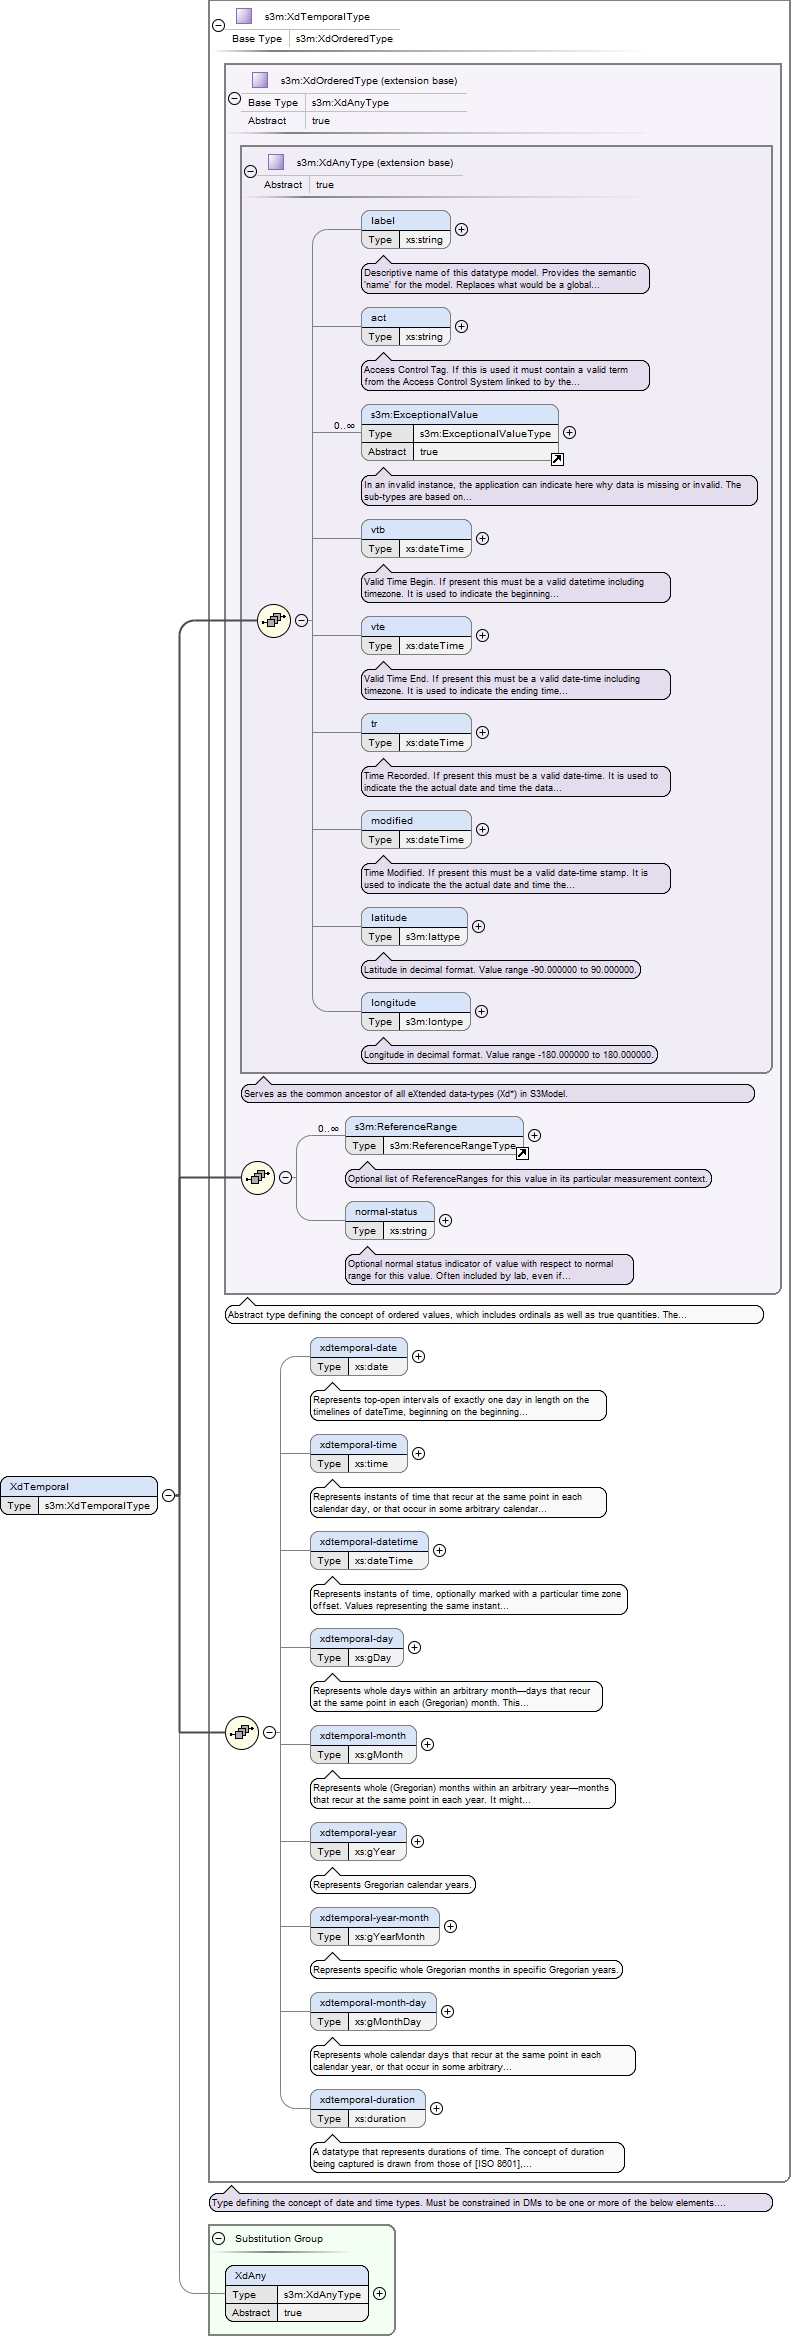 s3m:XdTemporalType
Base Type s3m:XdOrderedType
s3m:XdOrderedType (extension base)
Base Type s3m:XdAnyType
Abstract true
s3m:XdAnyType (extension base)
Abstract true
label
Type xs:string
Descriptive name of this datatype model. Provides the semantic
'name' for the model. Replaces what would be a global...
act
Type xs:string
Access Control Tag. If this is used it must contain a valid term
from the Access Control System linked to by the...
s3m:ExceptionalValue
0..∞
Type s3m:ExceptionalValueType
Abstract true
In an invalid instance, the application can indicate here why data is missing or invalid. The
sub-types are based on...
vtb
Type xs:dateTime
Valid Time Begin. If present this must be a valid datetime including
timezone. It is used to indicate the beginning...
vte
Type xs:dateTime
Valid Time End. If present this must be a valid date-time including
timezone. It is used to indicate the ending time...
tr
Type xs:dateTime
Time Recorded. If present this must be a valid date-time. It is used to
indicate the the actual date and time the data...
modified
Type xs:dateTime
Time Modified. If present this must be a valid date-time stamp. It is
used to indicate the the actual date and time the...
latitude
Type s3m:lattype
Latitude in decimal format. Value range -90.000000 to 90.000000.
longitude
Type s3m:lontype
Longitude in decimal format. Value range -180.000000 to 180.000000.
Serves as the common ancestor of all eXtended data-types (Xd*) in S3Model.
0..∞
s3m:ReferenceRange
Type s3m:ReferenceRangeType
Optional list of ReferenceRanges for this value in its particular measurement context.
normal-status
Type xs:string
Optional normal status indicator of value with respect to normal
range for this value. Often included by lab, even if...
Abstract type defining the concept of ordered values, which includes ordinals as well as true quantities. The...
xdtemporal-date
Type xs:date
Represents top-open intervals of exactly one day in length on the
timelines of dateTime, beginning on the beginning...
xdtemporal-time
Type xs:time
Represents instants of time that recur at the same point in each
calendar day, or that occur in some arbitrary calendar...
XdTemporal
Type s3m:XdTemporalType
xdtemporal-datetime
Type xs:dateTime
Represents instants of time, optionally marked with a particular time zone
offset. Values representing the same instant...
xdtemporal-day
Type xs:gDay
Represents whole days within an arbitrary month—days that recur
at the same point in each (Gregorian) month. This...
xdtemporal-month
Type xs:gMonth
Represents whole (Gregorian) months within an arbitrary year—months
that recur at the same point in each year. It might...
xdtemporal-year
Type xs:gYear
Represents Gregorian calendar years.
xdtemporal-year-month
Type xs:gYearMonth
Represents specific whole Gregorian months in specific Gregorian years.
xdtemporal-month-day
Type xs:gMonthDay
Represents whole calendar days that recur at the same point in each
calendar year, or that occur in some arbitrary...
xdtemporal-duration
Type xs:duration
A datatype that represents durations of time. The concept of duration
being captured is drawn from those of [ISO 8601],...
Type defining the concept of date and time types. Must be constrained in DMs to be one or more of the below elements....
Substitution Group
XdAny
Type s3m:XdAnyType
Abstract true